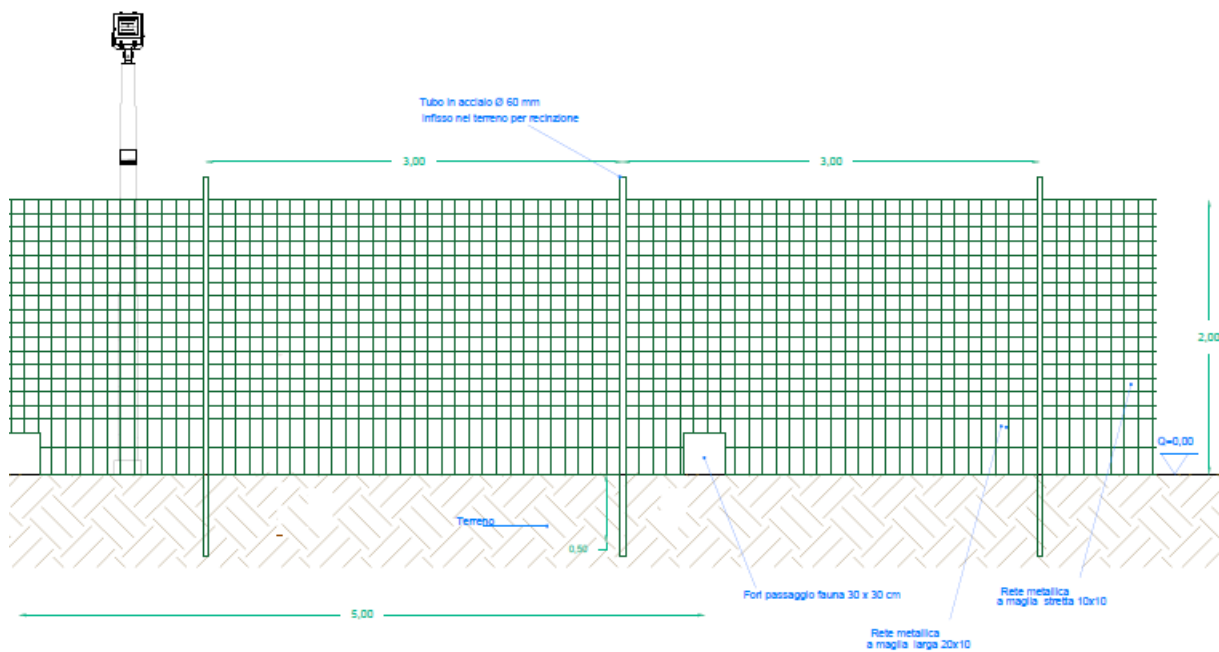 Tubo in acciaio Ø 60 mm
infisso nel terreno per recinzione
3,00
3,00
2,00
Q=0,00
Terreno
0,50
5,00
Fori passaggio fauna 30 x 30 cm
Rete metallica
a maglia stretta 10x10
Rete metallica
a maglia larga 20x10